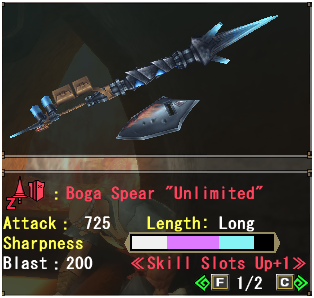 Z : Boga Spear "Unlimited"
Attack: 725 Length: Long
Sharpness
Blast: 200 ≪Skill Slots Up+1≫
F 1/2 C